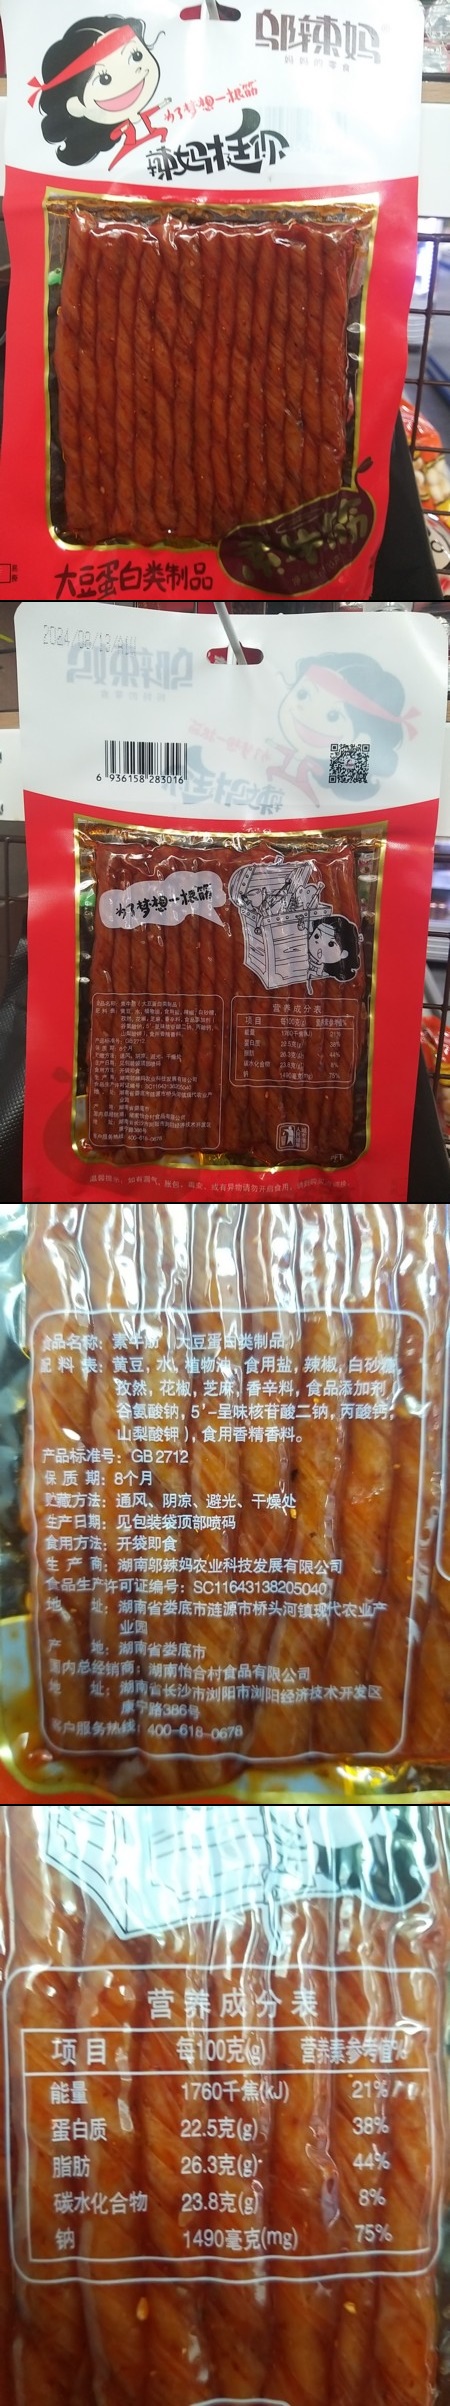 邬辣妈
妈妈的零食
为了梦想一根筋
辣妈挺你
素牛筋
大豆蛋白类制品
2024/08/13
6 936158 283016
为了梦想一根筋
食品名称：素牛筋（大豆蛋白类制品）
配 料 表：黄豆，水，植物油，食用盐，辣椒，白砂糖，
孜然，花椒，芝麻，香辛料，食品添加剂（
谷氨酸钠，5'-呈味核苷酸二钠，丙酸钙，
山梨酸钾），食用香精香料。
产品标准号：GB 2712
保 质 期：8个月
贮藏方法：通风、阴凉、避光、干燥处
生产日期：见包装袋顶部喷码
食用方法：开袋即食
生 产 商：湖南邬辣妈农业科技发展有限公司
食品生产许可证编号：SC11643138205040
地 址：湖南省娄底市涟源市桥头河镇现代农业产
业园
产 地：湖南省娄底市
国内总经销商：湖南怡合村食品有限公司
地 址：湖南省长沙市浏阳市浏阳经济技术开发区
康宁路386号
客户服务热线：400-618-0678
营养成分表
项目 每100克(g) 营养素参考值%
能量 1760千焦(kJ) 21%
蛋白质 22.5克(g) 38%
脂肪 26.3克(g) 44%
碳水化合物 23.8克(g) 8%
钠 1490毫克(mg) 75%